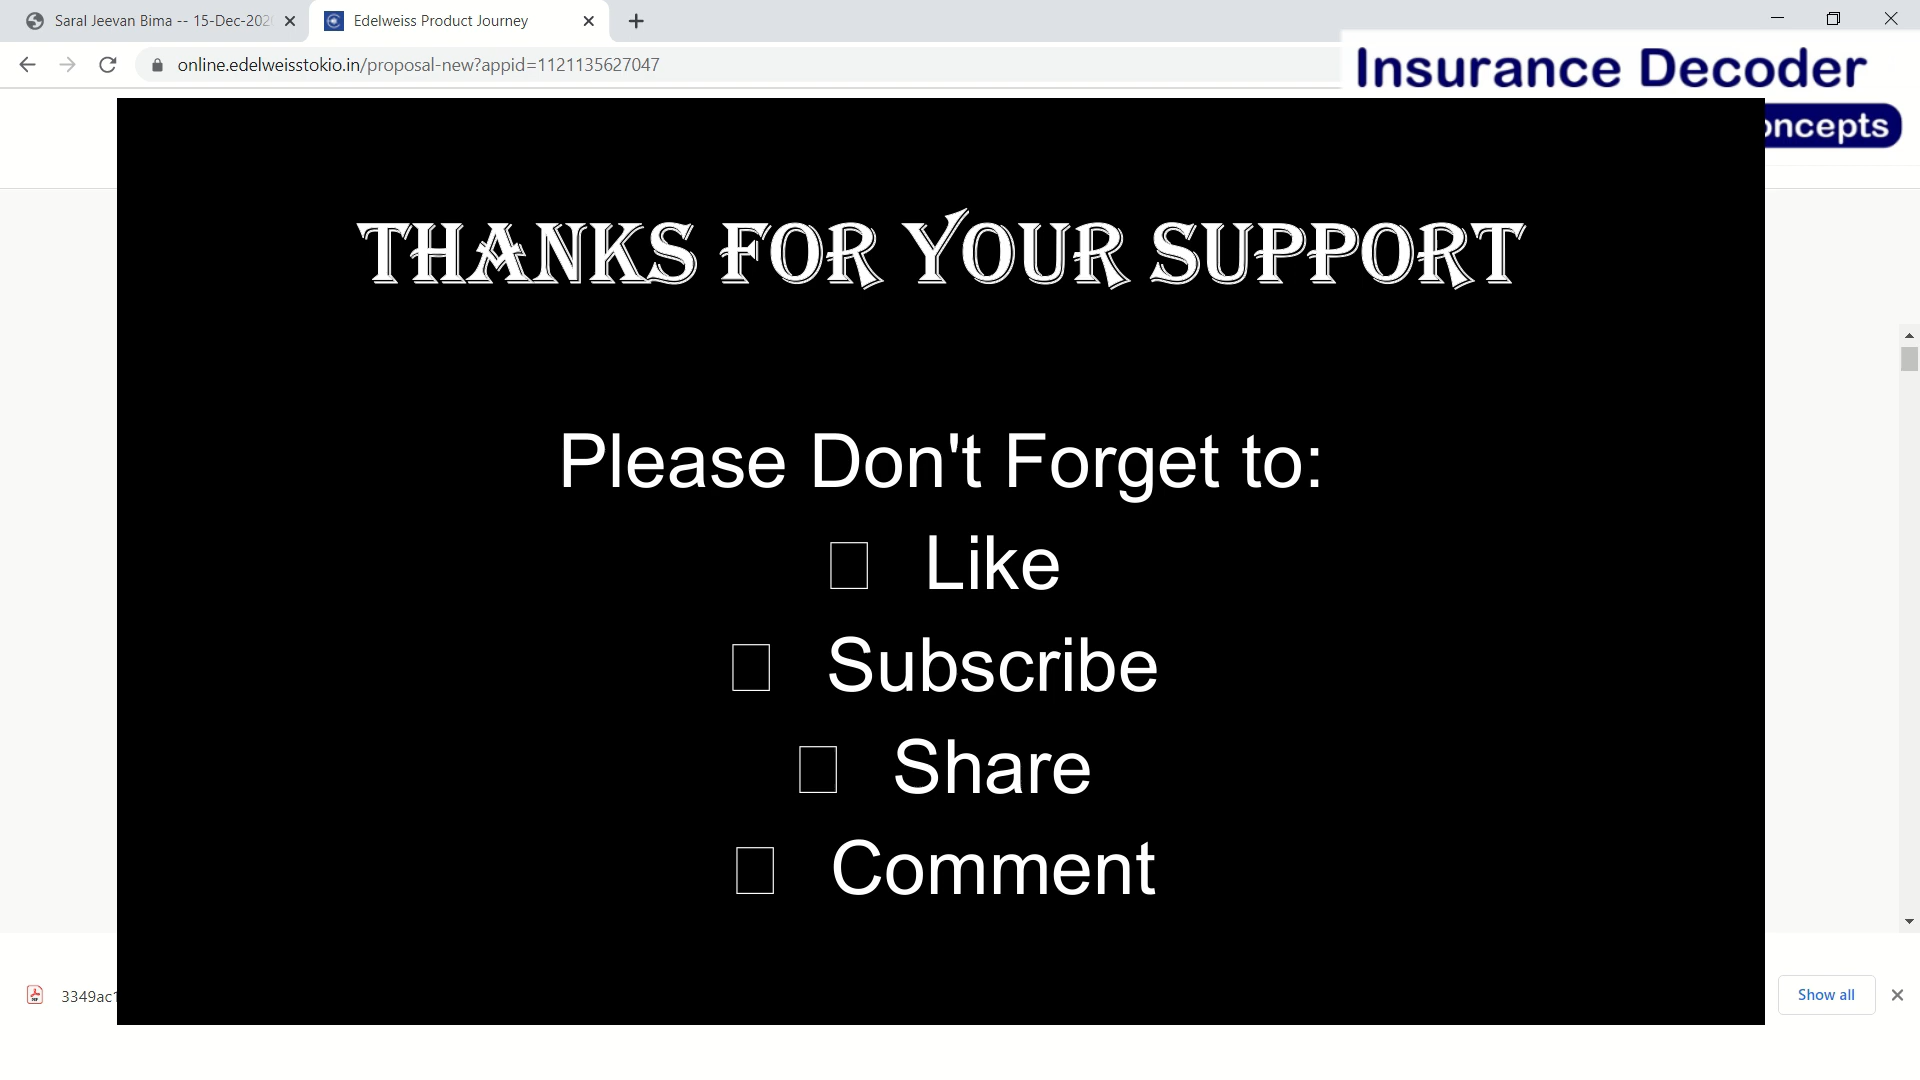 Saral Jeevan Bima -- 15-Dec-202
Edelweiss Product Journey
online.edelweisstokio.in/proposal-new?appid=1121135627047
Insurance Decoder
oncepts
THANKS FOR YOUR SUPPORT
Please Don't Forget to:
Like
Subscribe
Share
Comment
3349ac1
Show all